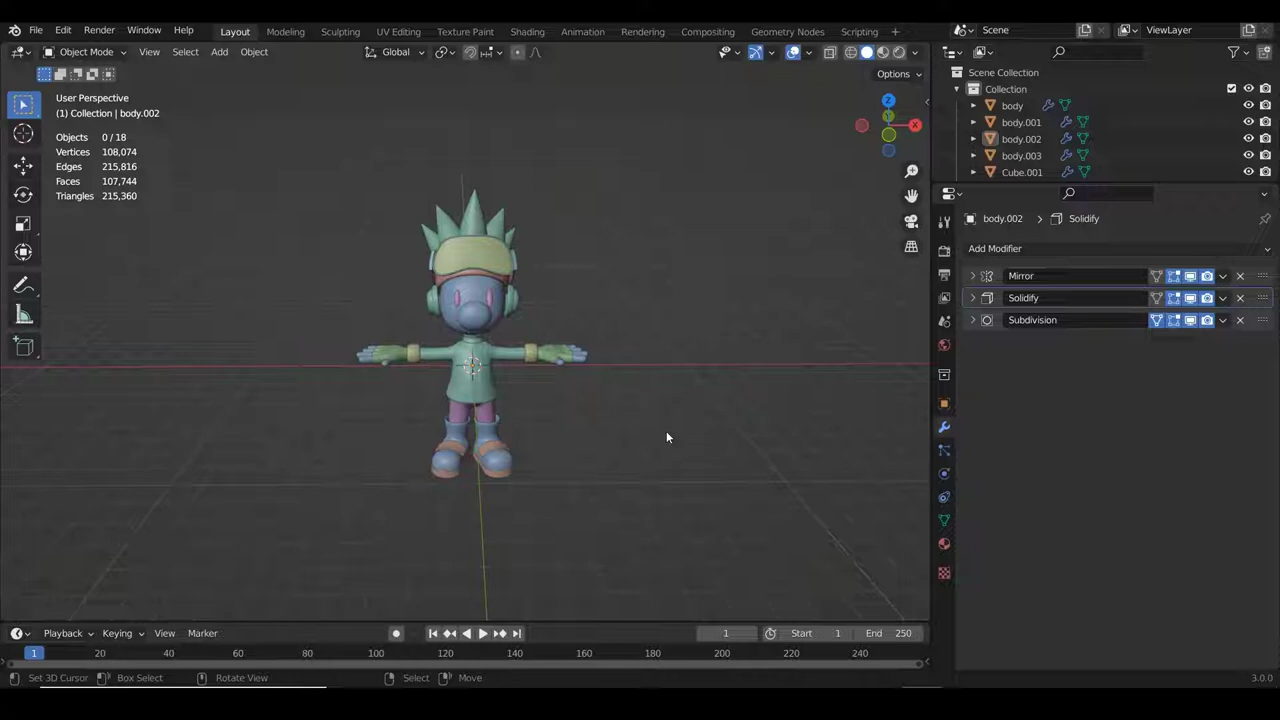 File Edit Render Window Help Layout Modeling Sculpting UV Editing Texture Paint Shading Animation Rendering Compositing Geometry Nodes Scripting + Scene ViewLayer
Object Mode View Select Add Object Global
Options
User Perspective
(1) Collection | body.002
Objects 0 / 18
Vertices 108,074
Edges 215,816
Faces 107,744
Triangles 215,360
Z
Y
X
Scene Collection
Collection
body
body.001
body.002
body.003
Cube.001
body.002 > Solidify
Add Modifier
Mirror
Solidify
Subdivision
Playback Keying View Marker 1 Start 1 End 250
1 20 40 60 80 100 120 140 160 180 200 220 240
Set 3D Cursor Box Select Rotate View Select Move 3.0.0